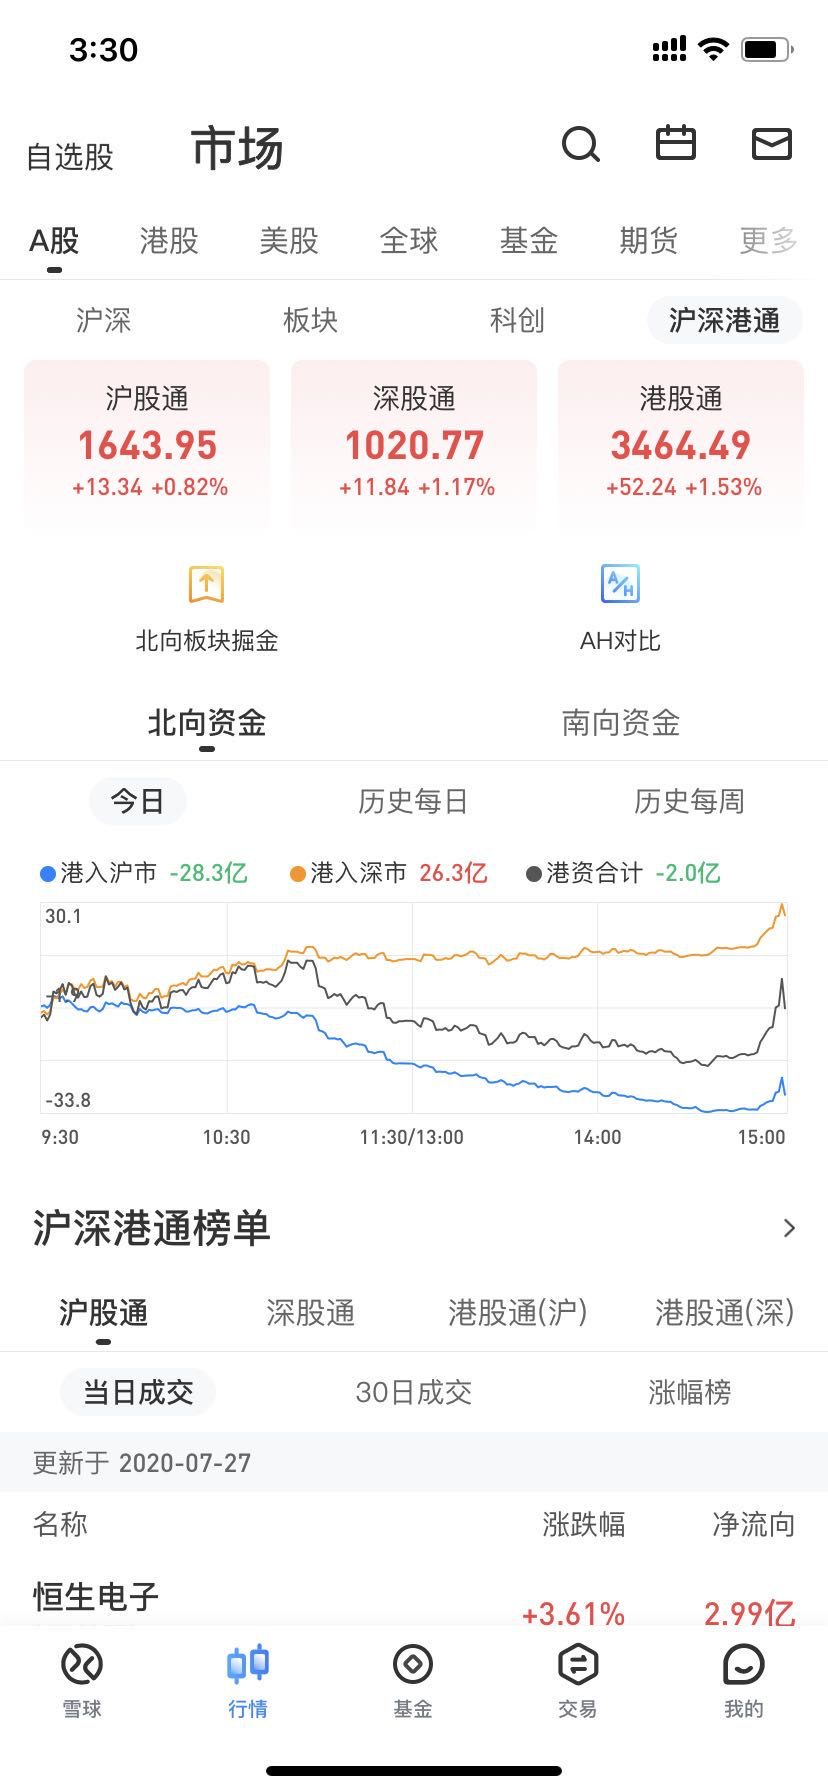 3:30
自选股 市场
A股 港股 美股 全球 基金 期货 更多
沪深 板块 科创 沪深港通
沪股通 深股通 港股通
1643.95 1020.77 3464.49
+13.34 +0.82% +11.84 +1.17% +52.24 +1.53%
北向板块掘金 AH对比
北向资金 南向资金
今日 历史每日 历史每周
港入沪市 -28.3亿 港入深市 26.3亿 港资合计 -2.0亿
30.1
-33.8
9:30 10:30 11:30/13:00 14:00 15:00
沪深港通榜单
沪股通 深股通 港股通(沪) 港股通(深)
当日成交 30日成交 涨幅榜
更新于 2020-07-27
名称 涨跌幅 净流向
恒生电子 +3.61% 2.99亿
雪球 行情 基金 交易 我的